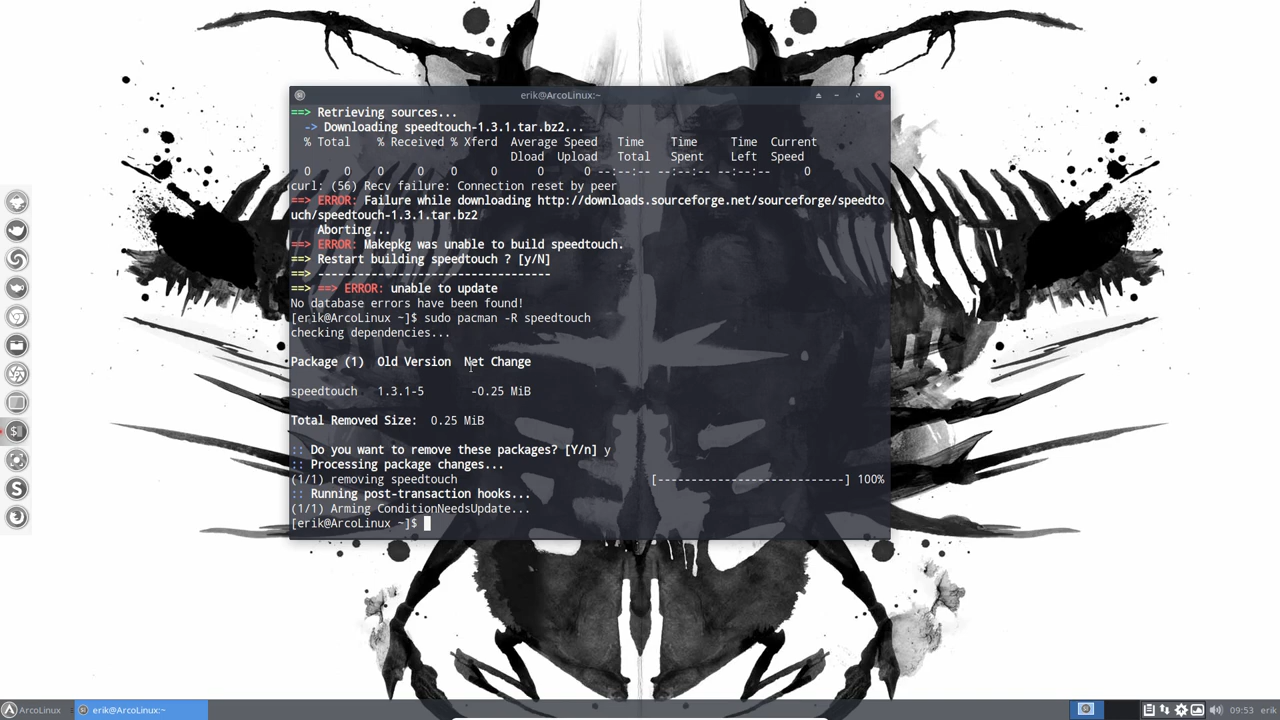 erik@ArcoLinux:~
==> Retrieving sources...
-> Downloading speedtouch-1.3.1.tar.bz2...
% Total % Received % Xferd Average Speed Time Time Time Current
Dload Upload Total Spent Left Speed
0 0 0 0 0 0 0 0 --:--:-- --:--:-- --:--:-- 0
curl: (56) Recv failure: Connection reset by peer
==> ERROR: Failure while downloading http://downloads.sourceforge.net/sourceforge/speedto
uch/speedtouch-1.3.1.tar.bz2
Aborting...
==> ERROR: Makepkg was unable to build speedtouch.
==> Restart building speedtouch ? [y/N]
==> -----------------------------------
==> ==> ERROR: unable to update
No database errors have been found!
[erik@ArcoLinux ~]$ sudo pacman -R speedtouch
checking dependencies...
Package (1) Old Version Net Change
speedtouch 1.3.1-5 -0.25 MiB
Total Removed Size: 0.25 MiB
:: Do you want to remove these packages? [Y/n] y
:: Processing package changes...
(1/1) removing speedtouch [----------------------------] 100%
:: Running post-transaction hooks...
(1/1) Arming ConditionNeedsUpdate...
[erik@ArcoLinux ~]$
ArcoLinux erik@ArcoLinux:~ 09:53 erik